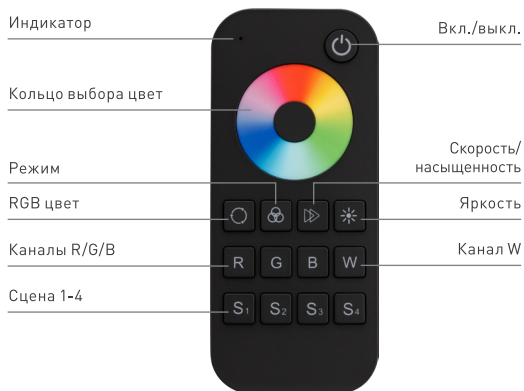 Индикатор
Вкл./выкл.
Кольцо выбора цвет
Скорость/
насыщенность
Режим
RGB цвет
Яркость
Каналы R/G/B
Канал W
Сцена 1-4
R G B W
S1 S2 S3 S4